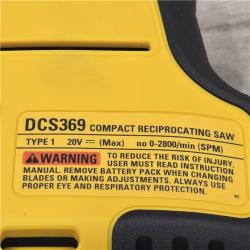 DCS369 COMPACT RECIPROCATING SAW
TYPE 1 20V ⎓ (Max) no 0-2800/min (SPM)
⚠WARNING TO REDUCE THE RISK OF INJURY,
USER MUST READ INSTRUCTION
MANUAL. REMOVE BATTERY PACK WHEN CHANGING
BLADES OR MAKING ADJUSTMENTS. ALWAYS USE
PROPER EYE AND RESPIRATORY PROTECTION.